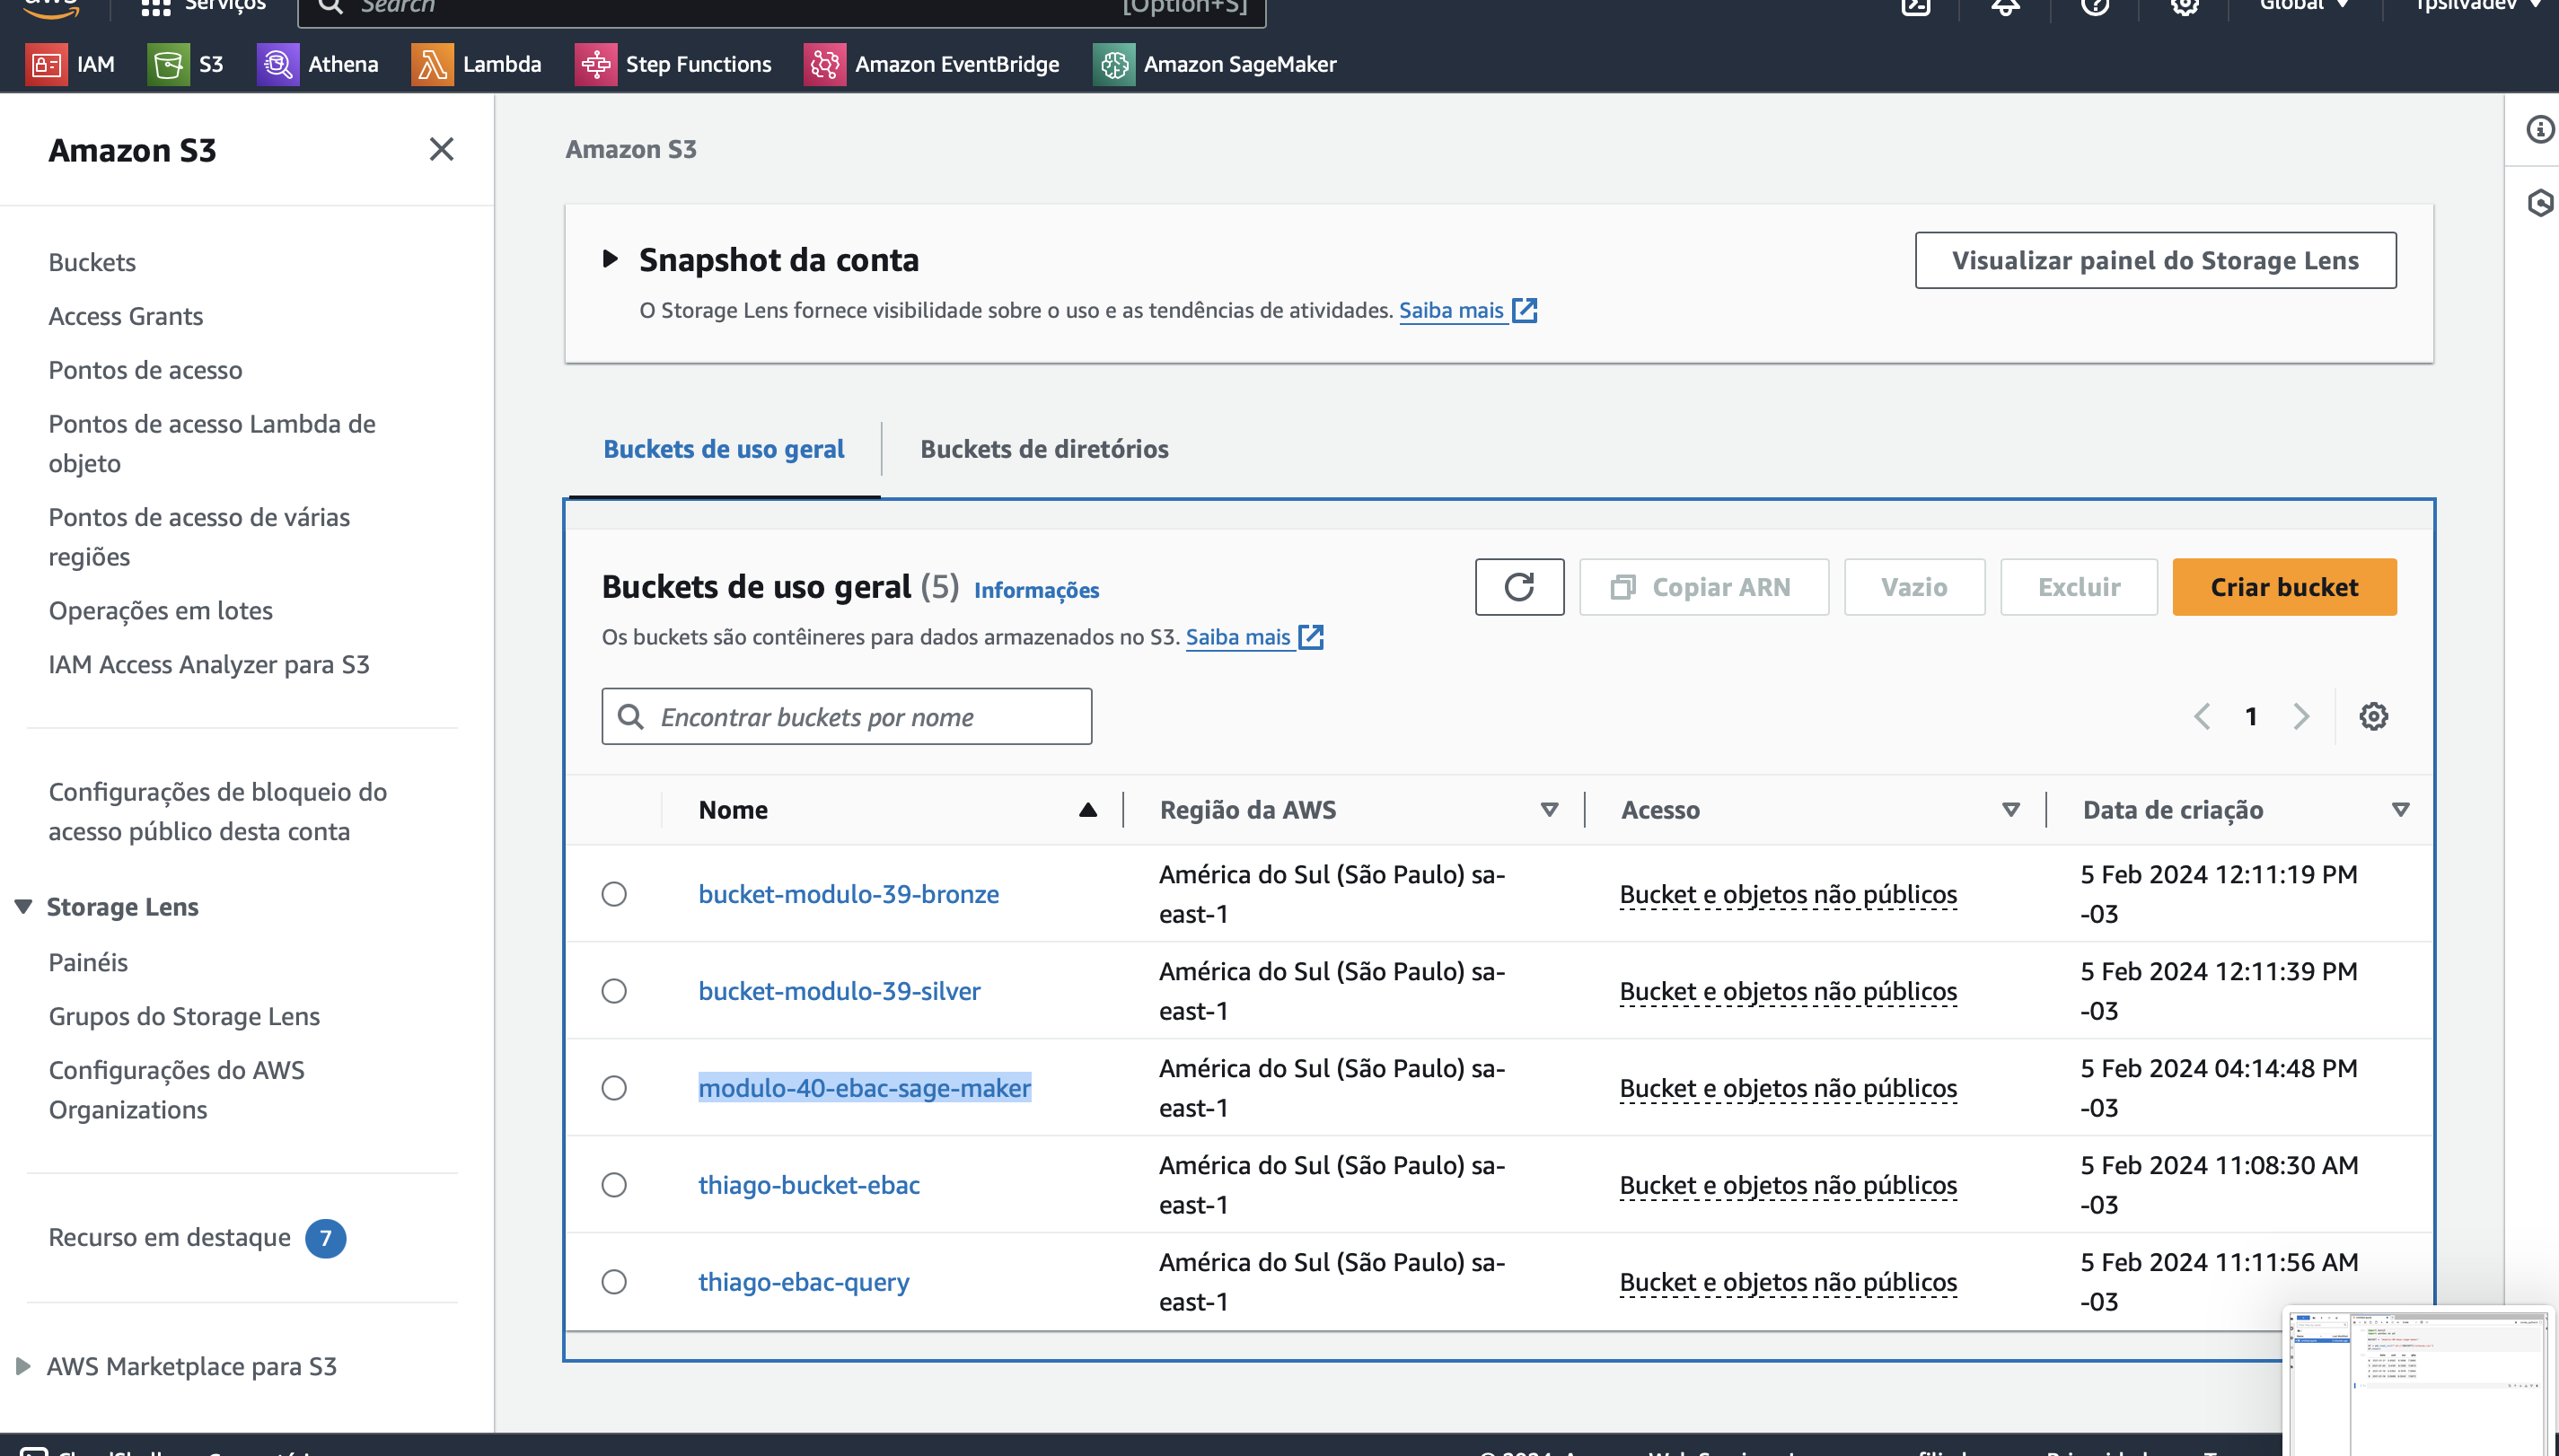 aws
Serviços
Search
[Option+S]
Global
Tpsilvadev
IAM
S3
Athena
Lambda
Step Functions
Amazon EventBridge
Amazon SageMaker
Amazon S3
Buckets
Access Grants
Pontos de acesso
Pontos de acesso Lambda de
objeto
Pontos de acesso de várias
regiões
Operações em lotes
IAM Access Analyzer para S3
Configurações de bloqueio do
acesso público desta conta
Storage Lens
Painéis
Grupos do Storage Lens
Configurações do AWS
Organizations
Recurso em destaque 7
AWS Marketplace para S3
Amazon S3
Snapshot da conta
Visualizar painel do Storage Lens
O Storage Lens fornece visibilidade sobre o uso e as tendências de atividades. Saiba mais
Buckets de uso geral
Buckets de diretórios
Buckets de uso geral (5) Informações
Copiar ARN
Vazio
Excluir
Criar bucket
Os buckets são contêineres para dados armazenados no S3. Saiba mais
Encontrar buckets por nome
1
Nome
Região da AWS
Acesso
Data de criação
bucket-modulo-39-bronze
América do Sul (São Paulo) sa-
east-1
Bucket e objetos não públicos
5 Feb 2024 12:11:19 PM
-03
bucket-modulo-39-silver
América do Sul (São Paulo) sa-
east-1
Bucket e objetos não públicos
5 Feb 2024 12:11:39 PM
-03
modulo-40-ebac-sage-maker
América do Sul (São Paulo) sa-
east-1
Bucket e objetos não públicos
5 Feb 2024 04:14:48 PM
-03
thiago-bucket-ebac
América do Sul (São Paulo) sa-
east-1
Bucket e objetos não públicos
5 Feb 2024 11:08:30 AM
-03
thiago-ebac-query
América do Sul (São Paulo) sa-
east-1
Bucket e objetos não públicos
5 Feb 2024 11:11:56 AM
-03
CloudShell